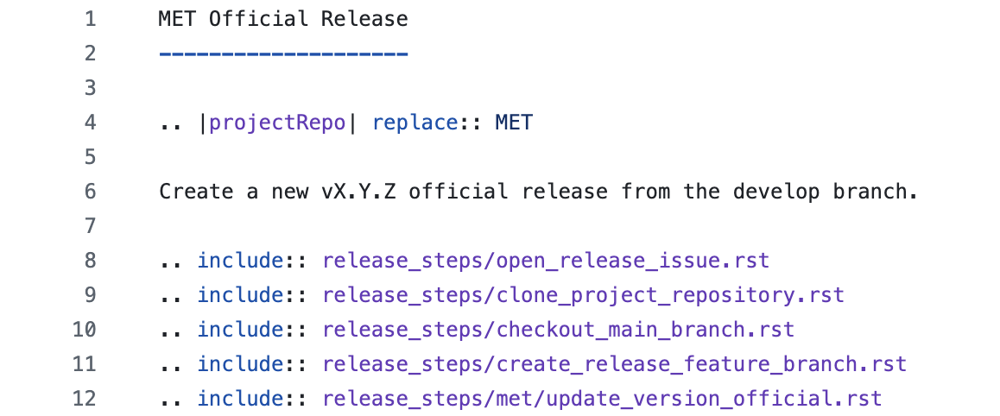 1 MET Official Release
2 --------------------
3
4 .. |projectRepo| replace:: MET
5
6 Create a new vX.Y.Z official release from the develop branch.
7
8 .. include:: release_steps/open_release_issue.rst
9 .. include:: release_steps/clone_project_repository.rst
10 .. include:: release_steps/checkout_main_branch.rst
11 .. include:: release_steps/create_release_feature_branch.rst
12 .. include:: release_steps/met/update_version_official.rst